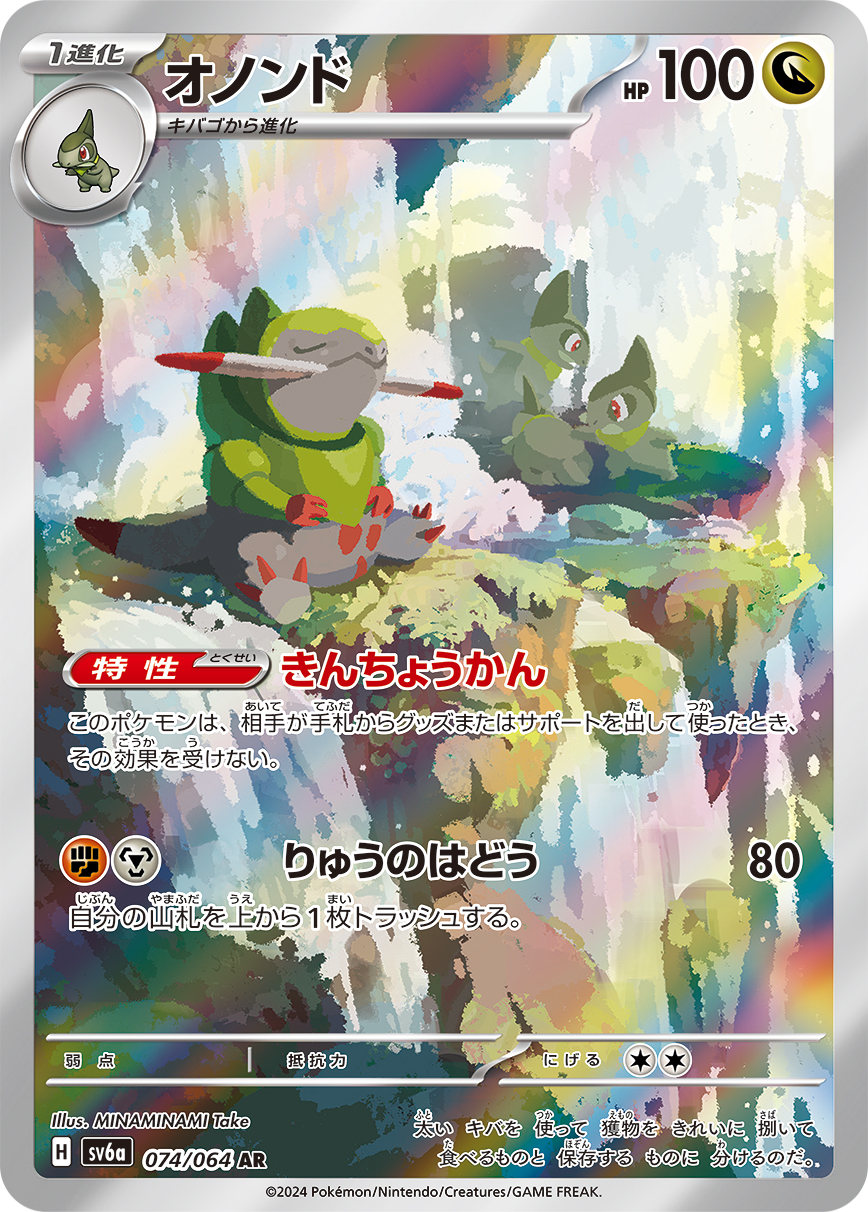 1進化
オノンド
HP 100
キバゴから進化
特性 とくせい きんちょうかん
このポケモンは、相手が手札からグッズまたはサポートを出して使ったとき、
その効果を受けない。
りゅうのはどう 80
自分の山札を上から1枚トラッシュする。
弱点 抵抗力 にげる
Illus. MINAMINAMI Take
H sv6a 074/064 AR
太い キバを 使って 獲物を きれいに 捌いて
食べるものと 保存する ものに 分けるのだ。
©2024 Pokémon/Nintendo/Creatures/GAME FREAK.